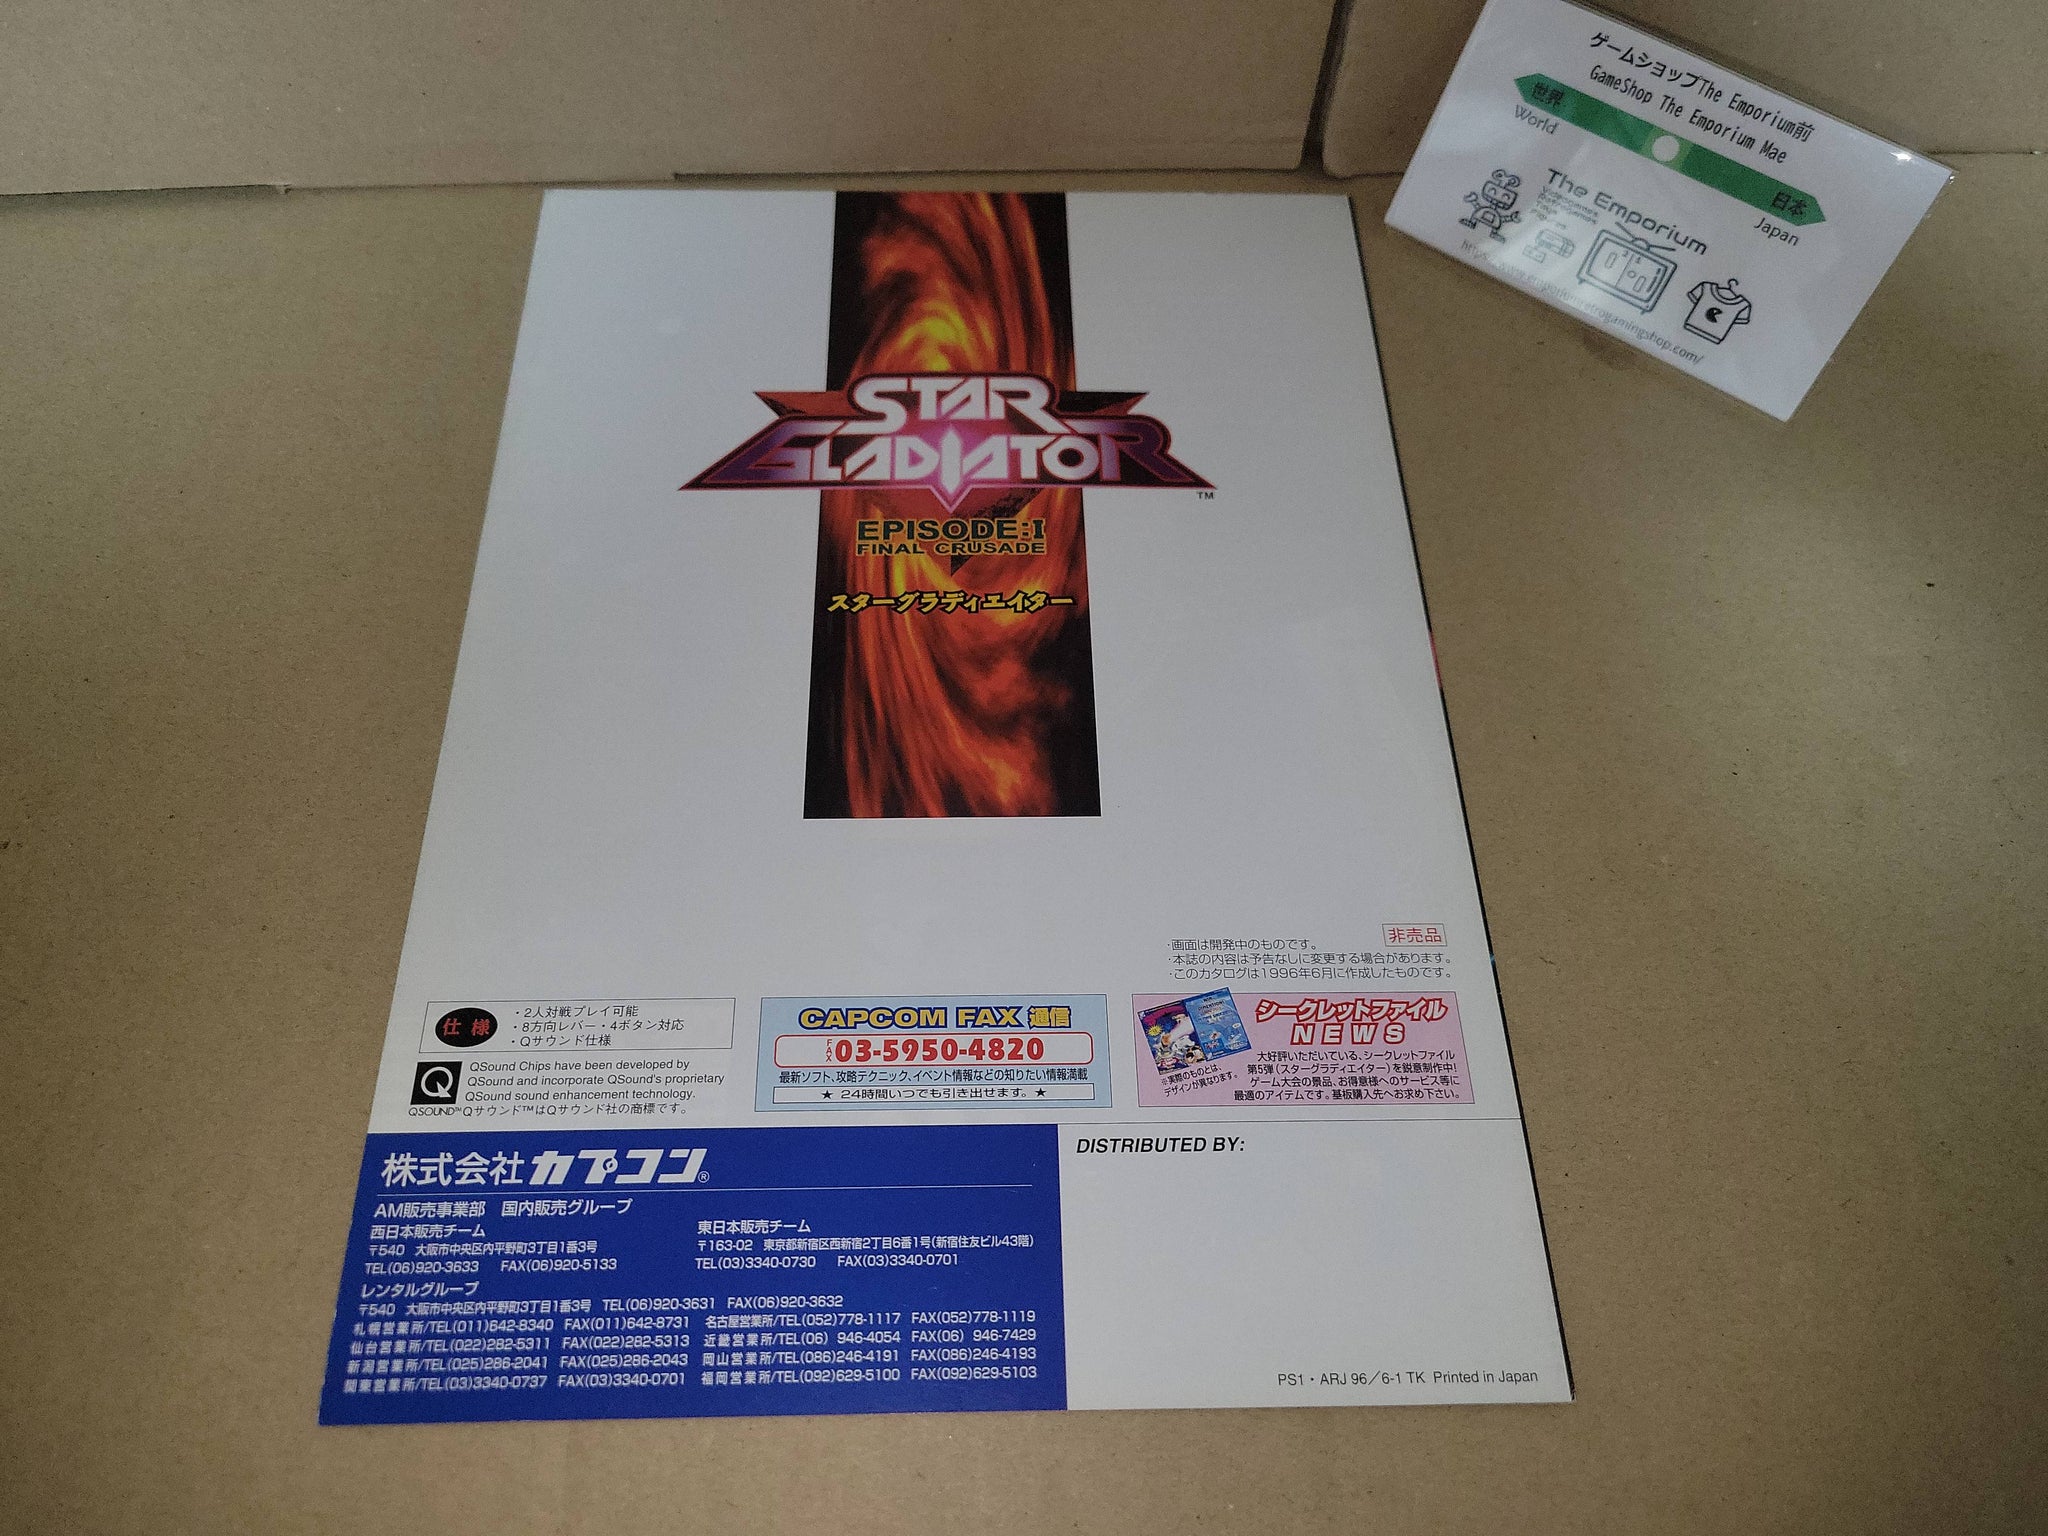 ゲームショップThe Emporium前
GameShop The Emporium Mae
世界
World
日本
Japan
The Emporium
STAR
GLADIATOR
TM
EPISODE:I
FINAL CRUSADE
スターグラディエイター
非売品
・画面は開発中のものです。
・本誌の内容は予告なしに変更する場合があります。
・このカタログは1996年6月に作成したものです。
仕様
・2人対戦プレイ可能
・8方向レバー・4ボタン対応
・Qサウンド仕様
QSound Chips have been developed by
QSound and incorporate QSound's proprietary
QSound sound enhancement technology.
QSOUND™ Qサウンド™はQサウンド社の商標です。
CAPCOM FAX 通信
FAX 03-5950-4820
最新ソフト、攻略テクニック、イベント情報などの知りたい情報満載
★ 24時間いつでも引き出せます。★
シークレットファイル
NEWS
大好評いただいている、シークレットファイル
第5弾(スターグラディエイター)を鋭意制作中!
ゲーム大会の景品、お得意様へのサービス等に
最適のアイテムです。基板購入先へお求め下さい。
※実際のものとは、
デザインが異なります。
株式会社カプコン®
AM販売事業部 国内販売グループ
西日本販売チーム
〒540 大阪市中央区内平野町3丁目1番3号
TEL(06)920-3633 FAX(06)920-5133
東日本販売チーム
〒163-02 東京都新宿区西新宿2丁目6番1号(新宿住友ビル43階)
TEL(03)3340-0730 FAX(03)3340-0701
レンタルグループ
〒540 大阪市中央区内平野町3丁目1番3号 TEL(06)920-3631 FAX(06)920-3632
札幌営業所/TEL(011)642-8340 FAX(011)642-8731 名古屋営業所/TEL(052)778-1117 FAX(052)778-1119
仙台営業所/TEL(022)282-5311 FAX(022)282-5313 近畿営業所/TEL(06) 946-4054 FAX(06) 946-7429
新潟営業所/TEL(025)286-2041 FAX(025)286-2043 岡山営業所/TEL(086)246-4191 FAX(086)246-4193
関東営業所/TEL(03)3340-0737 FAX(03)3340-0701 福岡営業所/TEL(092)629-5100 FAX(092)629-5103
DISTRIBUTED BY:
PS1・ARJ 96/6-1 TK Printed in Japan